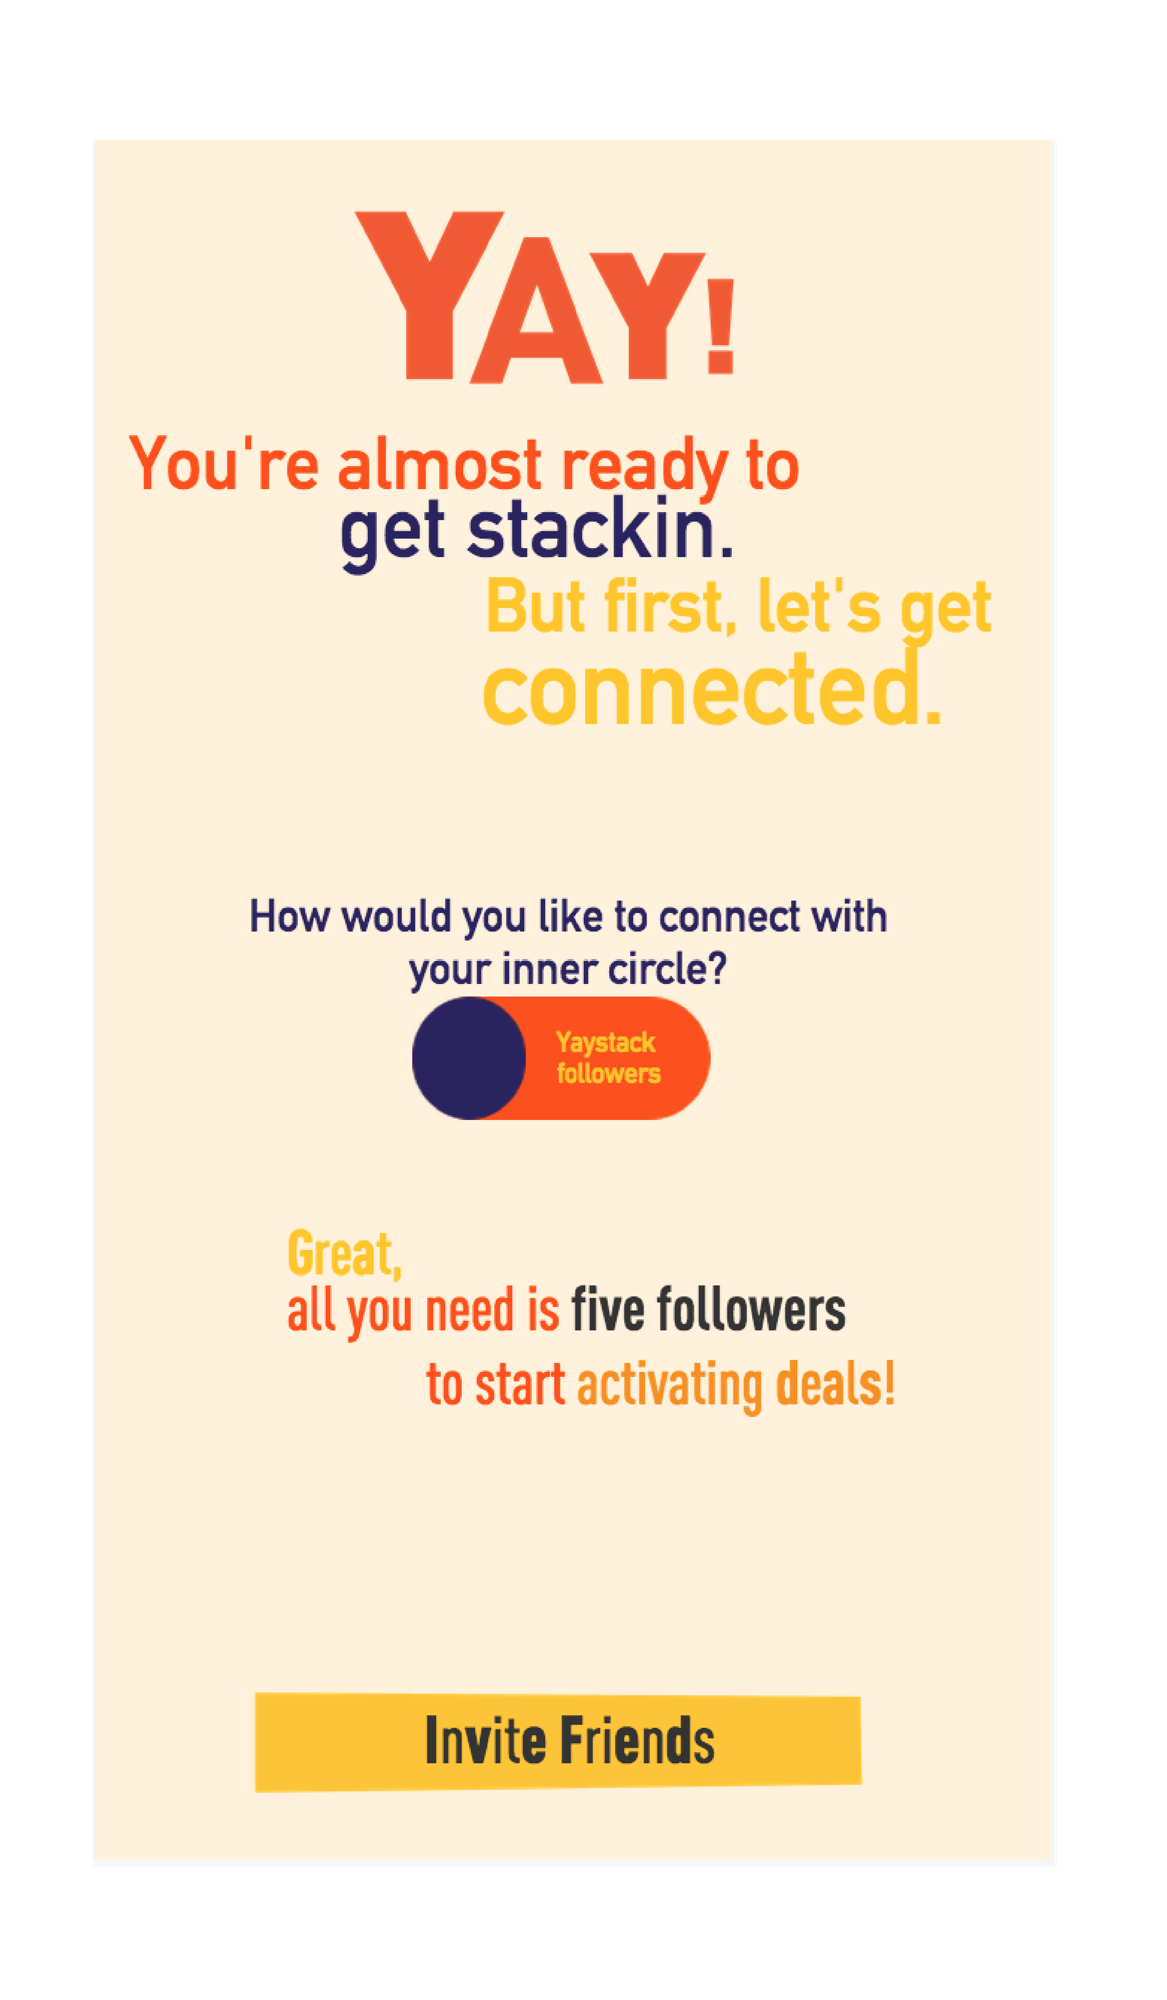 YAY!
You're almost ready to
get stackin.
But first, let's get
connected.
How would you like to connect with
your inner circle?
Yaystack
followers
Great,
all you need is five followers
to start activating deals!
Invite Friends